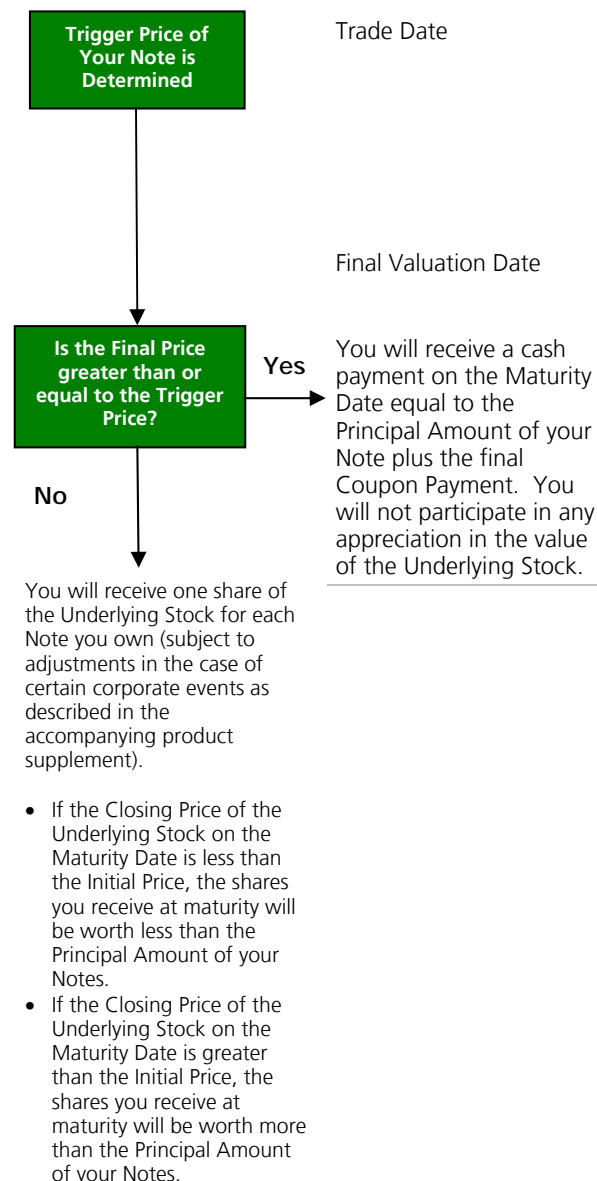 Trigger Price of
Your Note is
Determined
Trade Date
Final Valuation Date
Is the Final Price
greater than or
equal to the Trigger
Price?
Yes
You will receive a cash
payment on the Maturity
Date equal to the
Principal Amount of your
Note plus the final
Coupon Payment.  You
will not participate in any
appreciation in the value
of the Underlying Stock.
No
You will receive one share of
the Underlying Stock for each
Note you own (subject to
adjustments in the case of
certain corporate events as
described in the
accompanying product
supplement).
• If the Closing Price of the
Underlying Stock on the
Maturity Date is less than
the Initial Price, the shares
you receive at maturity will
be worth less than the
Principal Amount of your
Notes.
• If the Closing Price of the
Underlying Stock on the
Maturity Date is greater
than the Initial Price, the
shares you receive at
maturity will be worth more
than the Principal Amount
of your Notes.